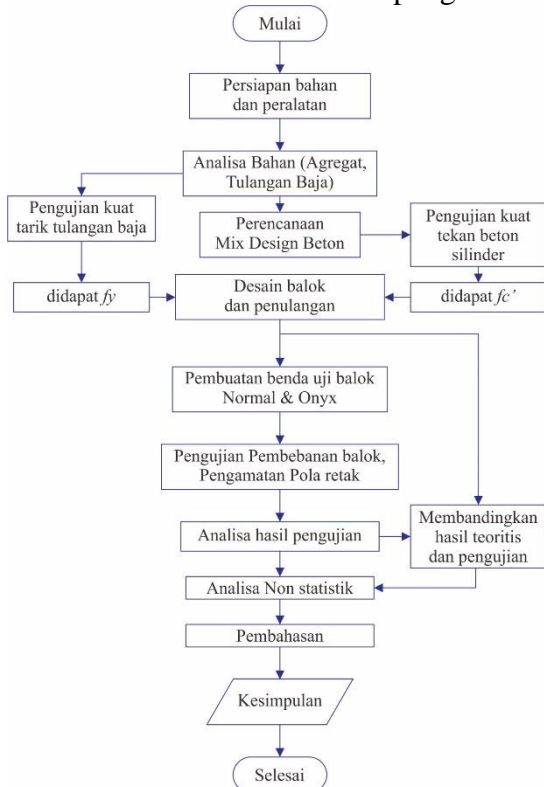 Mulai
Persiapan bahan
dan peralatan
Analisa Bahan (Agregat,
Tulangan Baja)
Pengujian kuat
tarik tulangan baja
Perencanaan
Mix Design Beton
Pengujian kuat
tekan beton
silinder
didapat fy
Desain balok
dan penulangan
didapat fc’
Pembuatan benda uji balok
Normal & Onyx
Pengujian Pembebanan balok,
Pengamatan Pola retak
Analisa hasil pengujian
Membandingkan
hasil teoritis
dan pengujian
Analisa Non statistik
Pembahasan
Kesimpulan
Selesai